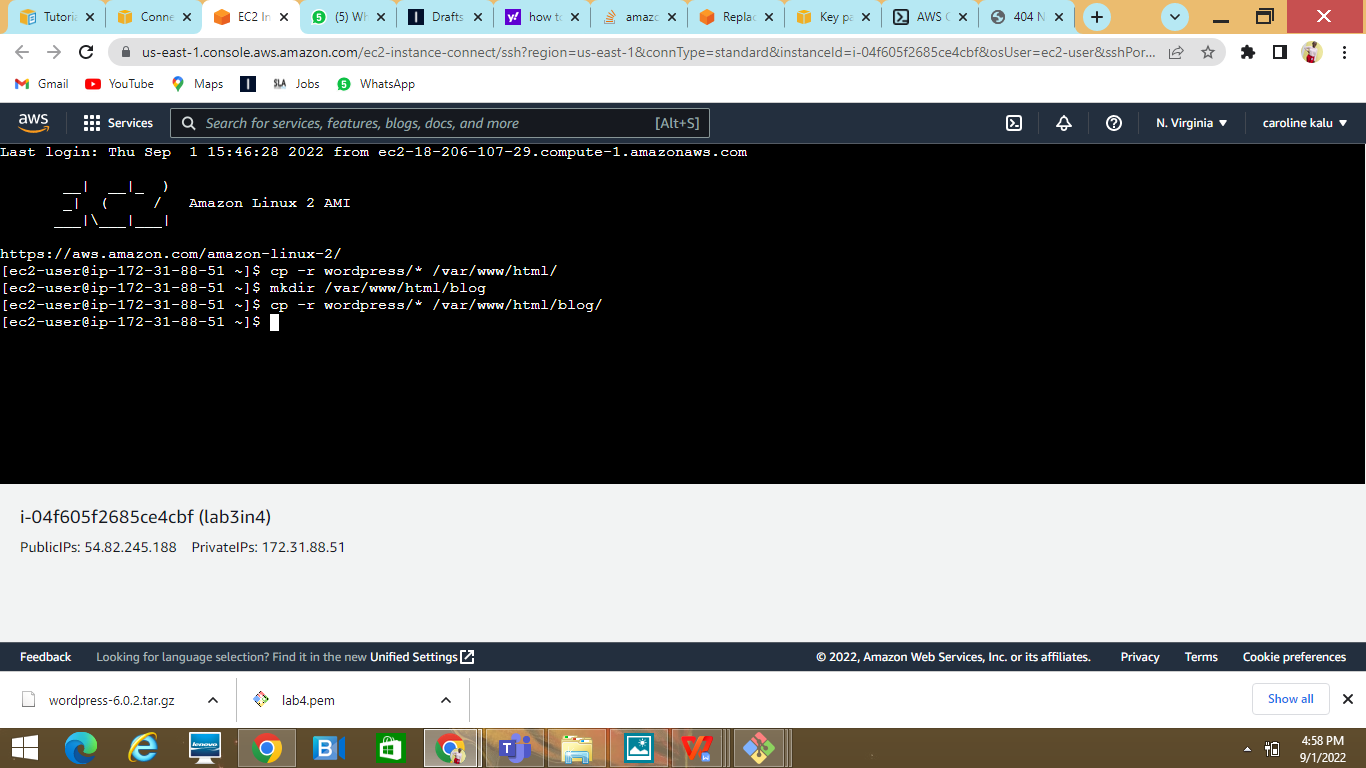 Tutoria
Conne
EC2 In
(5) Wh
Drafts
how to
amazo
Replac
Key pa
AWS C
404 N
us-east-1.console.aws.amazon.com/ec2-instance-connect/ssh?region=us-east-1&connType=standard&instanceId=i-04f605f2685ce4cbf&osUser=ec2-user&sshPor...
Gmail YouTube Maps SLA Jobs WhatsApp
aws Services Search for services, features, blogs, docs, and more [Alt+S] N. Virginia caroline kalu
Last login: Thu Sep  1 15:46:28 2022 from ec2-18-206-107-29.compute-1.amazonaws.com
       __|  __|_  )
       _|  (     /   Amazon Linux 2 AMI
      ___|\___|___|
https://aws.amazon.com/amazon-linux-2/
[ec2-user@ip-172-31-88-51 ~]$ cp -r wordpress/* /var/www/html/
[ec2-user@ip-172-31-88-51 ~]$ mkdir /var/www/html/blog
[ec2-user@ip-172-31-88-51 ~]$ cp -r wordpress/* /var/www/html/blog/
[ec2-user@ip-172-31-88-51 ~]$
i-04f605f2685ce4cbf (lab3in4)
PublicIPs: 54.82.245.188 PrivateIPs: 172.31.88.51
Feedback Looking for language selection? Find it in the new Unified Settings © 2022, Amazon Web Services, Inc. or its affiliates. Privacy Terms Cookie preferences
wordpress-6.0.2.tar.gz lab4.pem Show all
lenovo
4:58 PM
9/1/2022